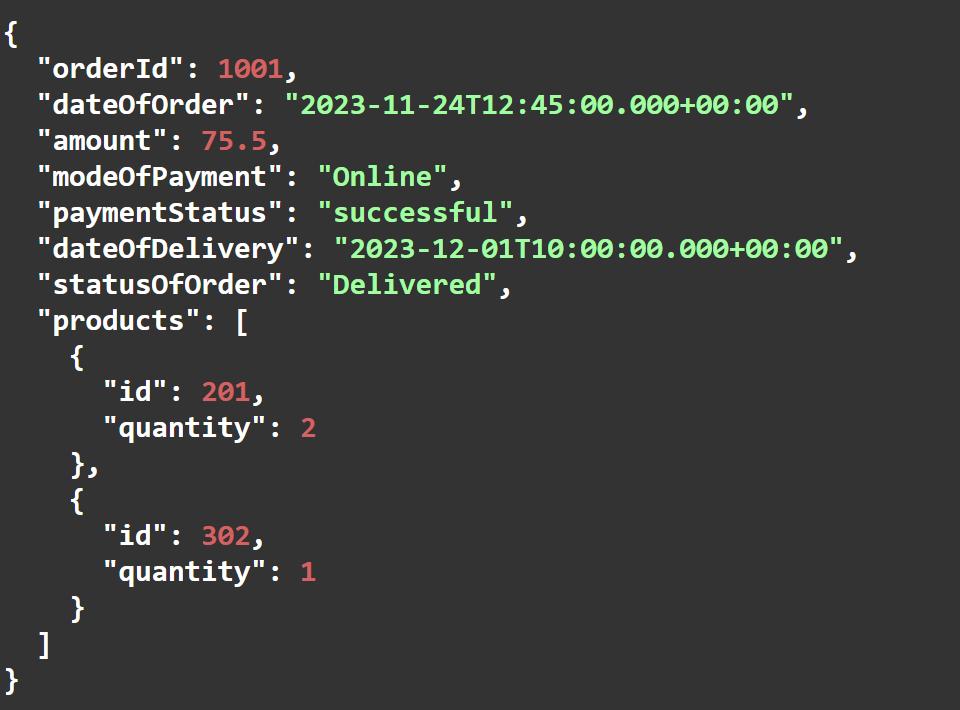 {
  "orderId": 1001,
  "dateOfOrder": "2023-11-24T12:45:00.000+00:00",
  "amount": 75.5,
  "modeOfPayment": "Online",
  "paymentStatus": "successful",
  "dateOfDelivery": "2023-12-01T10:00:00.000+00:00",
  "statusOfOrder": "Delivered",
  "products": [
    {
      "id": 201,
      "quantity": 2
    },
    {
      "id": 302,
      "quantity": 1
    }
  ]
}